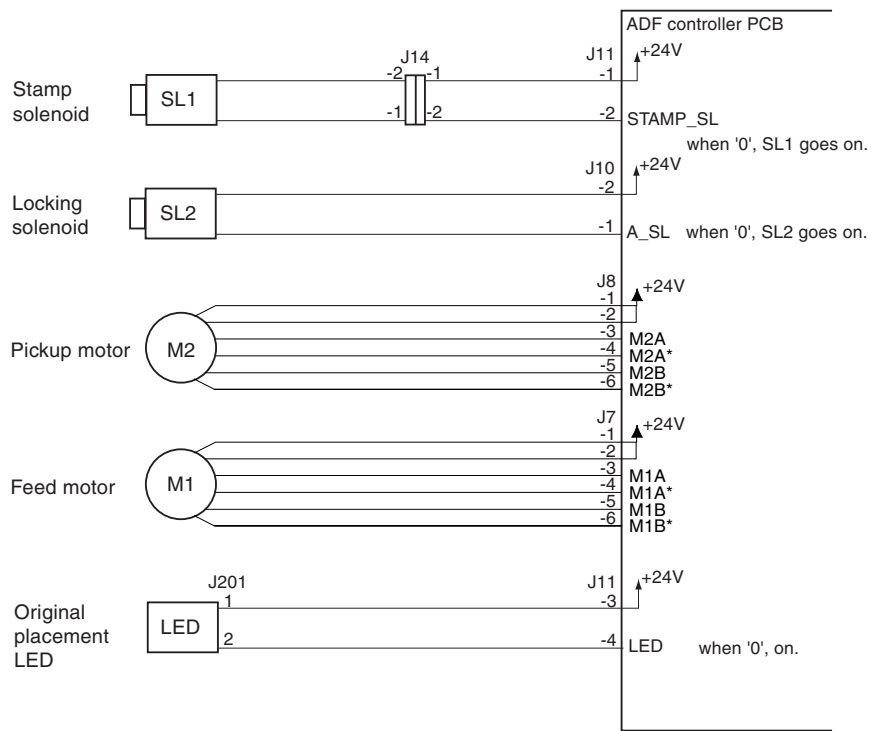 ADF controller PCB
Stamp
solenoid
SL1
J14
-2 -1
-1 -2
J11
-1
+24V
-2
STAMP_SL
when '0', SL1 goes on.
Locking
solenoid
SL2
J10
-2
+24V
-1
A_SL when '0', SL2 goes on.
Pickup motor
M2
J8
+24V
-1
-2
-3 M2A
-4 M2A*
-5 M2B
-6 M2B*
Feed motor
M1
J7
+24V
-1
-2
-3 M1A
-4 M1A*
-5 M1B
-6 M1B*
Original
placement
LED
LED
J201
1
2
J11
+24V
-3
-4 LED when '0', on.